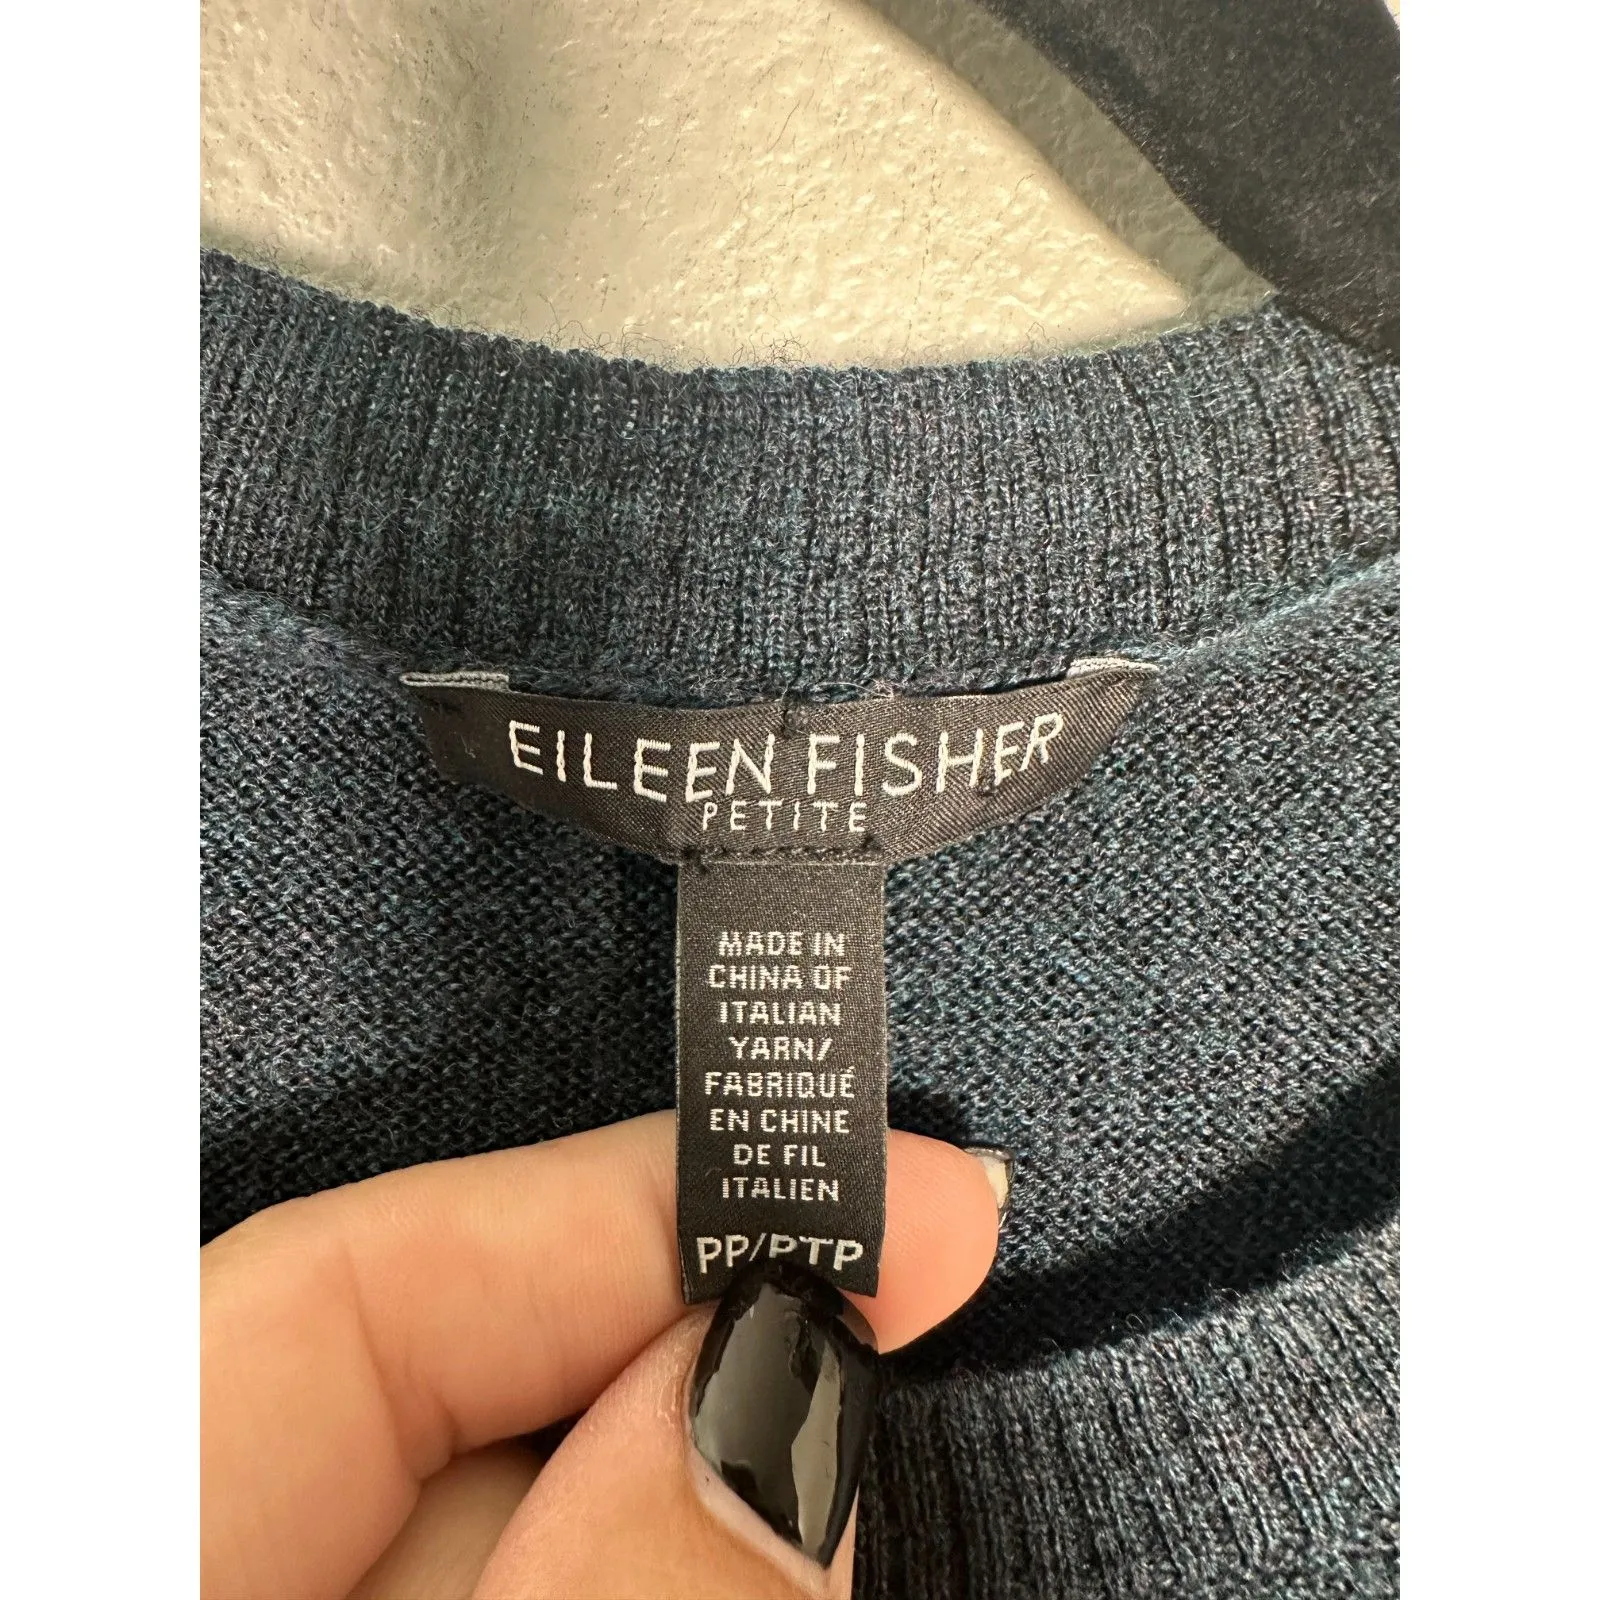 EILEEN FISHER
PETITE
MADE IN
CHINA OF
ITALIAN
YARN/
FABRIQUÉ
EN CHINE
DE FIL
ITALIEN
PP/PTP